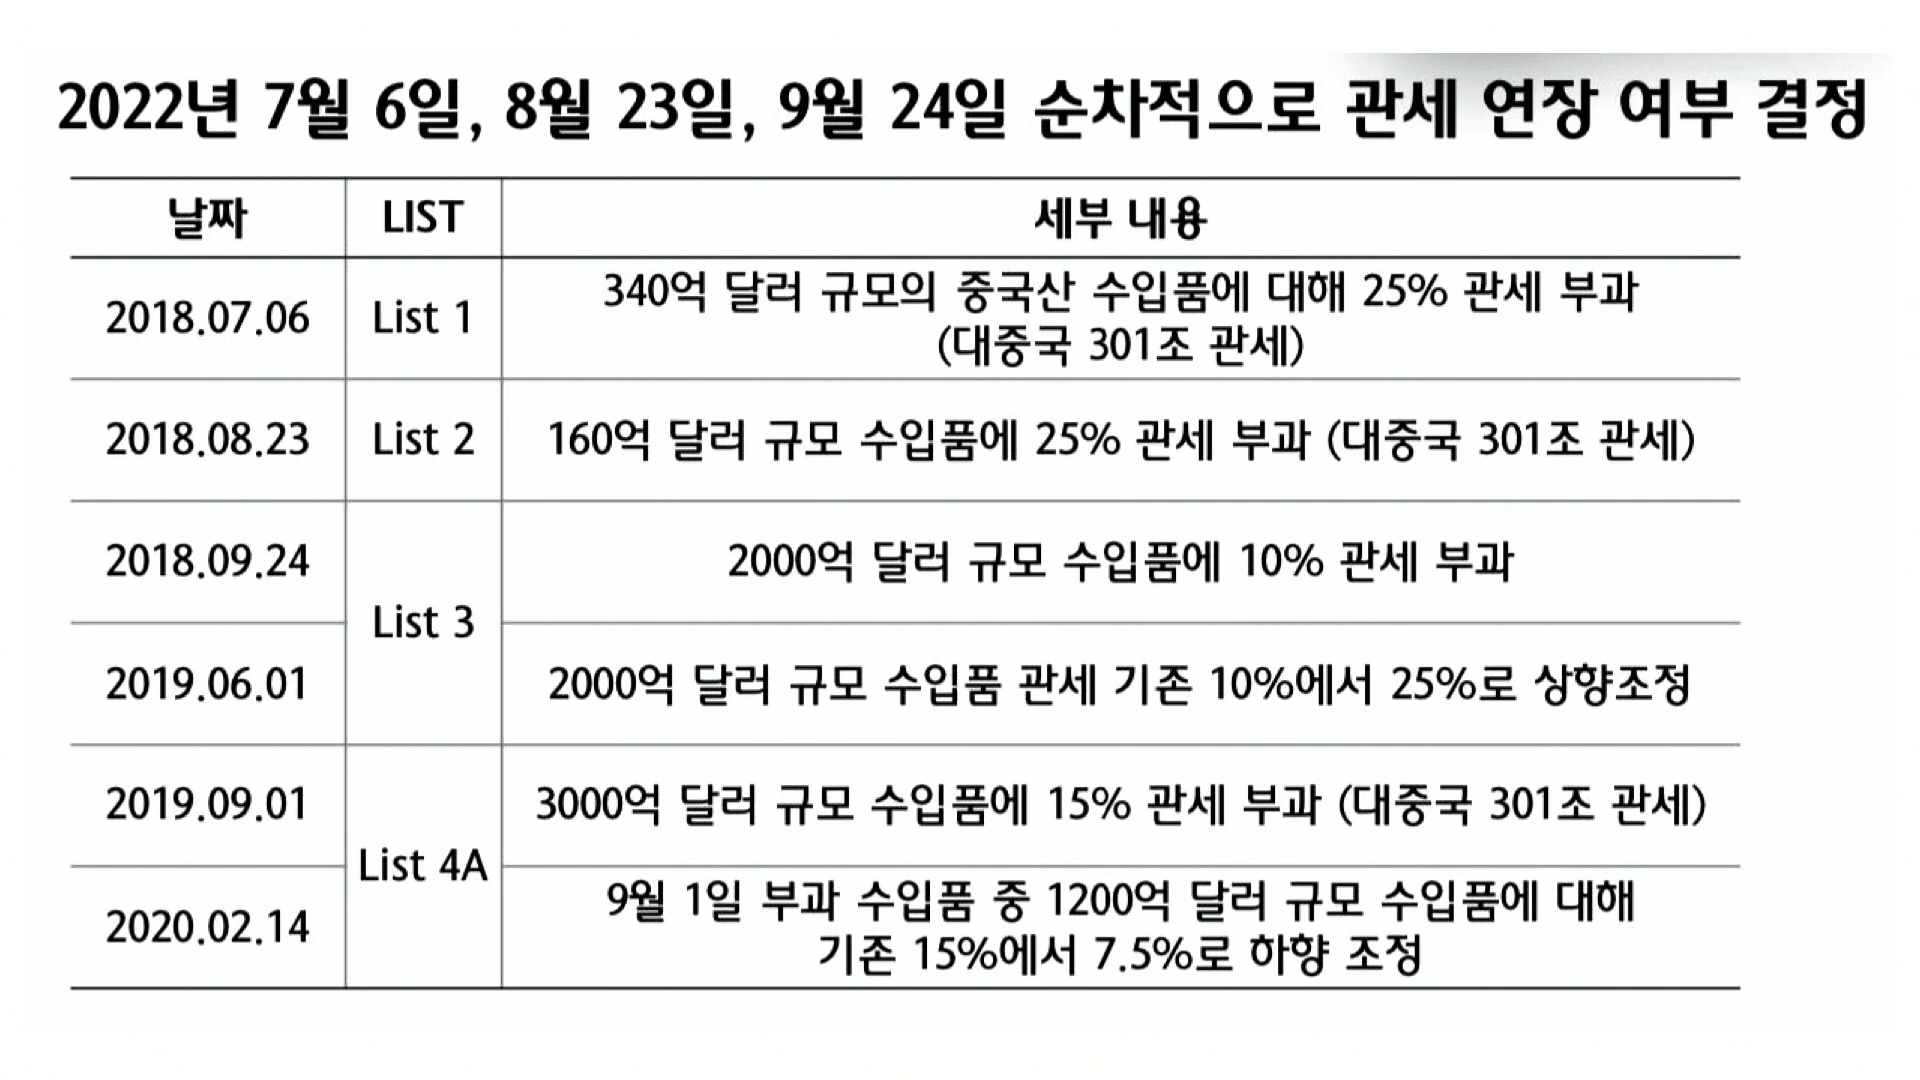 2022년 7월 6일, 8월 23일, 9월 24일 순차적으로 관세 연장 여부 결정
날짜 LIST 세부 내용
2018.07.06 List 1 340억 달러 규모의 중국산 수입품에 대해 25% 관세 부과
(대중국 301조 관세)
2018.08.23 List 2 160억 달러 규모 수입품에 25% 관세 부과 (대중국 301조 관세)
2018.09.24 2000억 달러 규모 수입품에 10% 관세 부과
List 3
2019.06.01 2000억 달러 규모 수입품 관세 기존 10%에서 25%로 상향조정
2019.09.01 3000억 달러 규모 수입품에 15% 관세 부과 (대중국 301조 관세)
List 4A
2020.02.14 9월 1일 부과 수입품 중 1200억 달러 규모 수입품에 대해
기존 15%에서 7.5%로 하향 조정